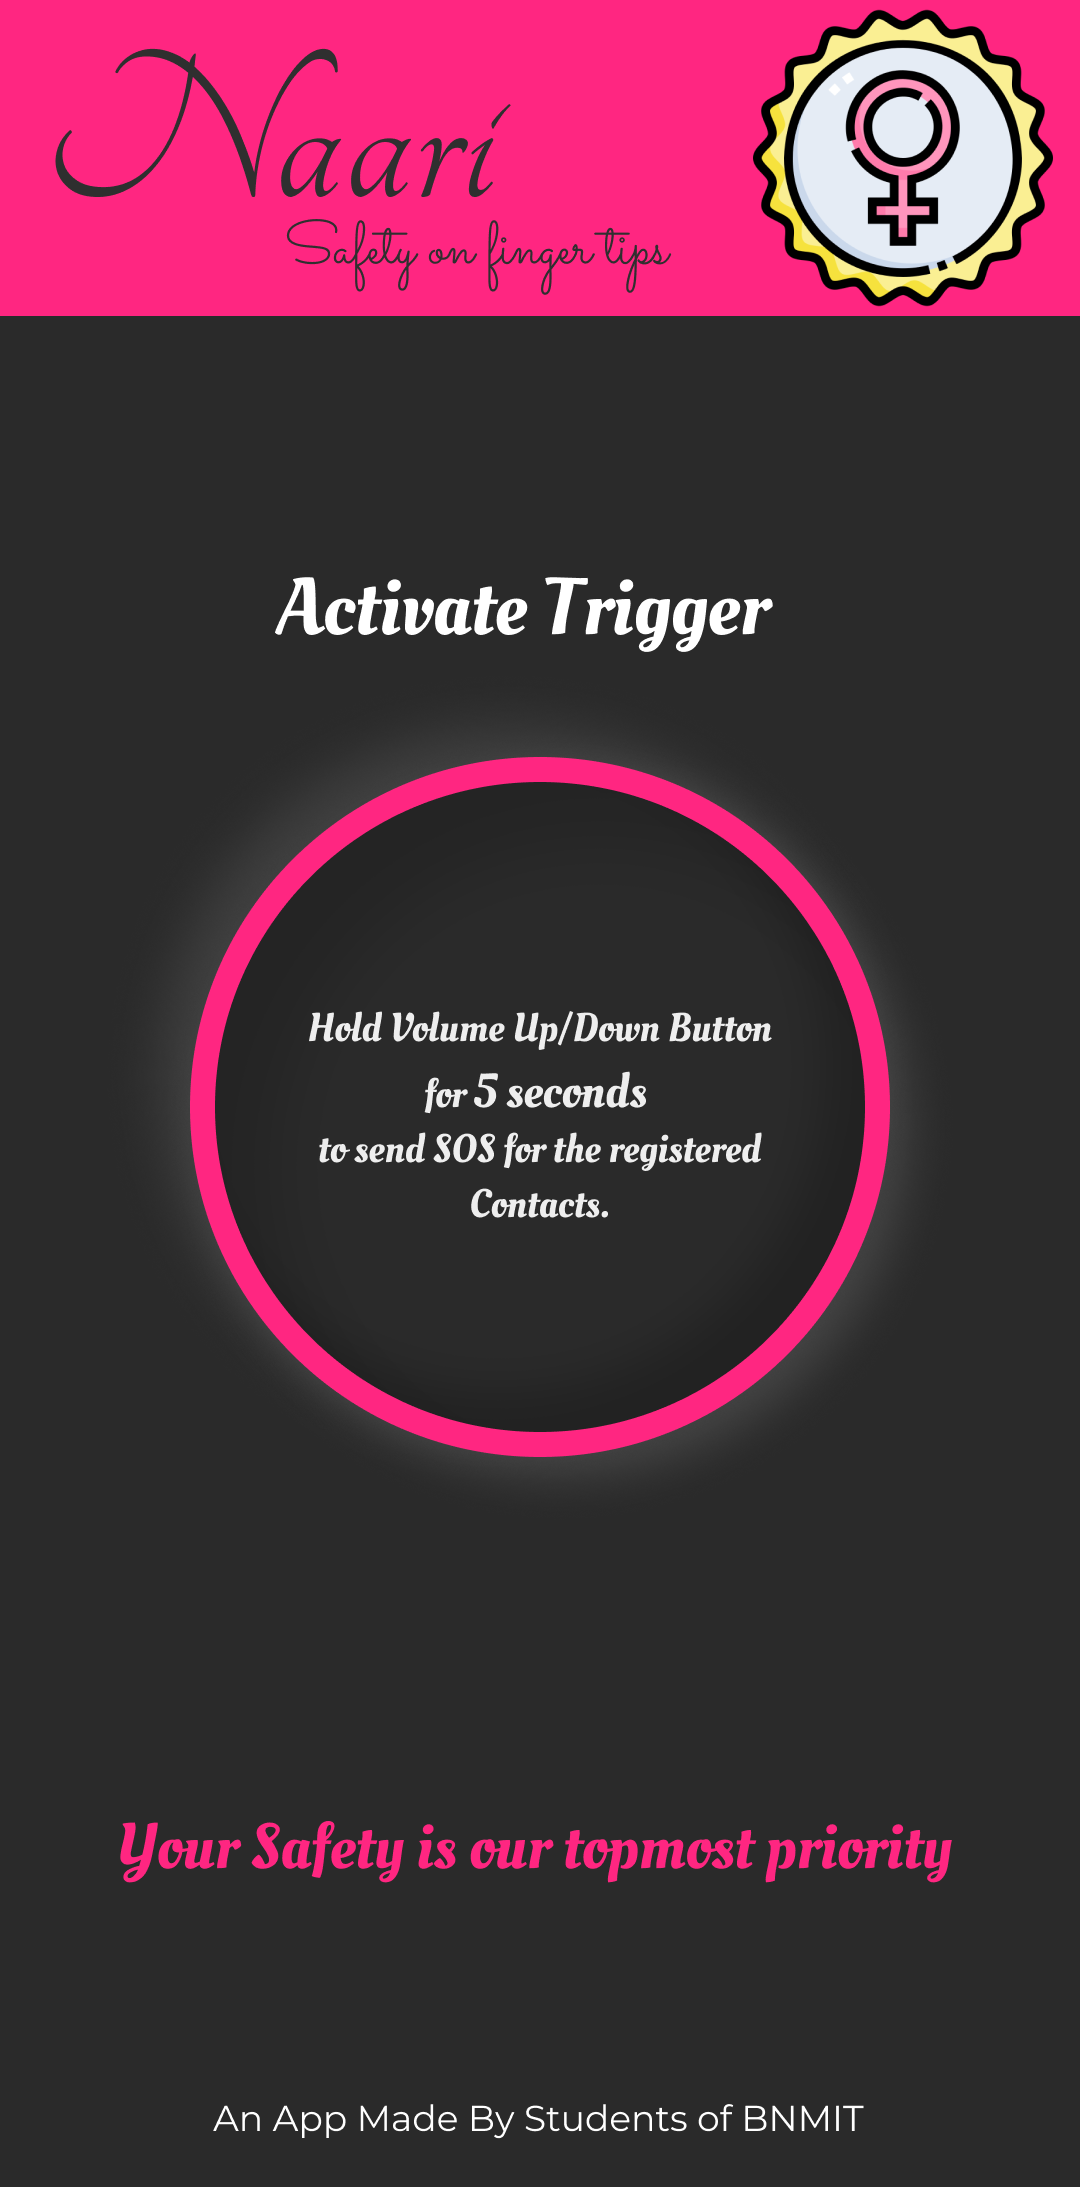 Naari
Safety on finger tips
Activate Trigger
Hold Volume Up/Down Button
for 5 seconds
to send SOS for the registered
Contacts.
Your Safety is our topmost priority
An App Made By Students of BNMIT